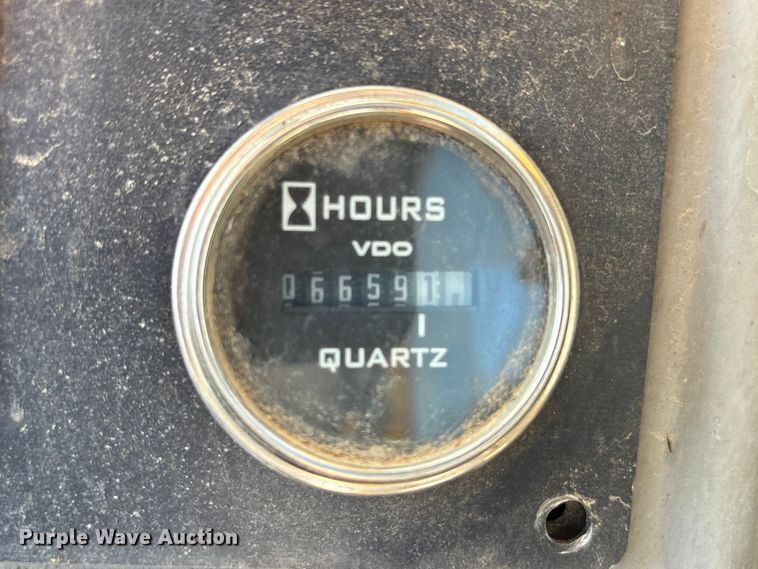 HOURS
VDO
066591
QUARTZ
Purple Wave Auction